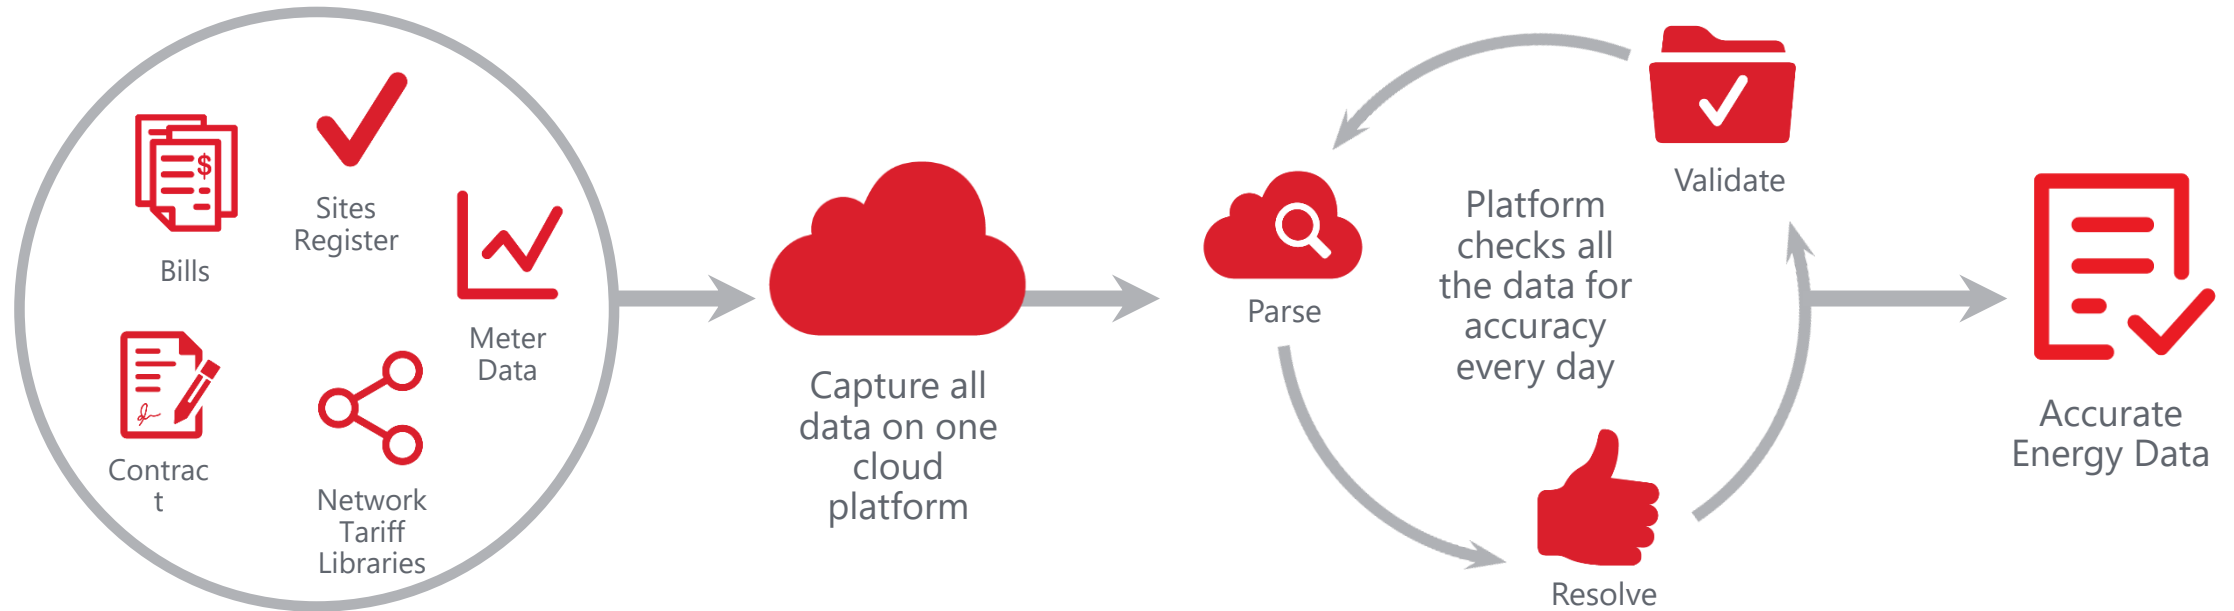 Bills
Sites
Register
Meter
Data
Contrac
t
Network
Tariff
Libraries
Capture all
data on one
cloud
platform
Parse
Platform
checks all
the data for
accuracy
every day
Validate
Resolve
Accurate
Energy Data